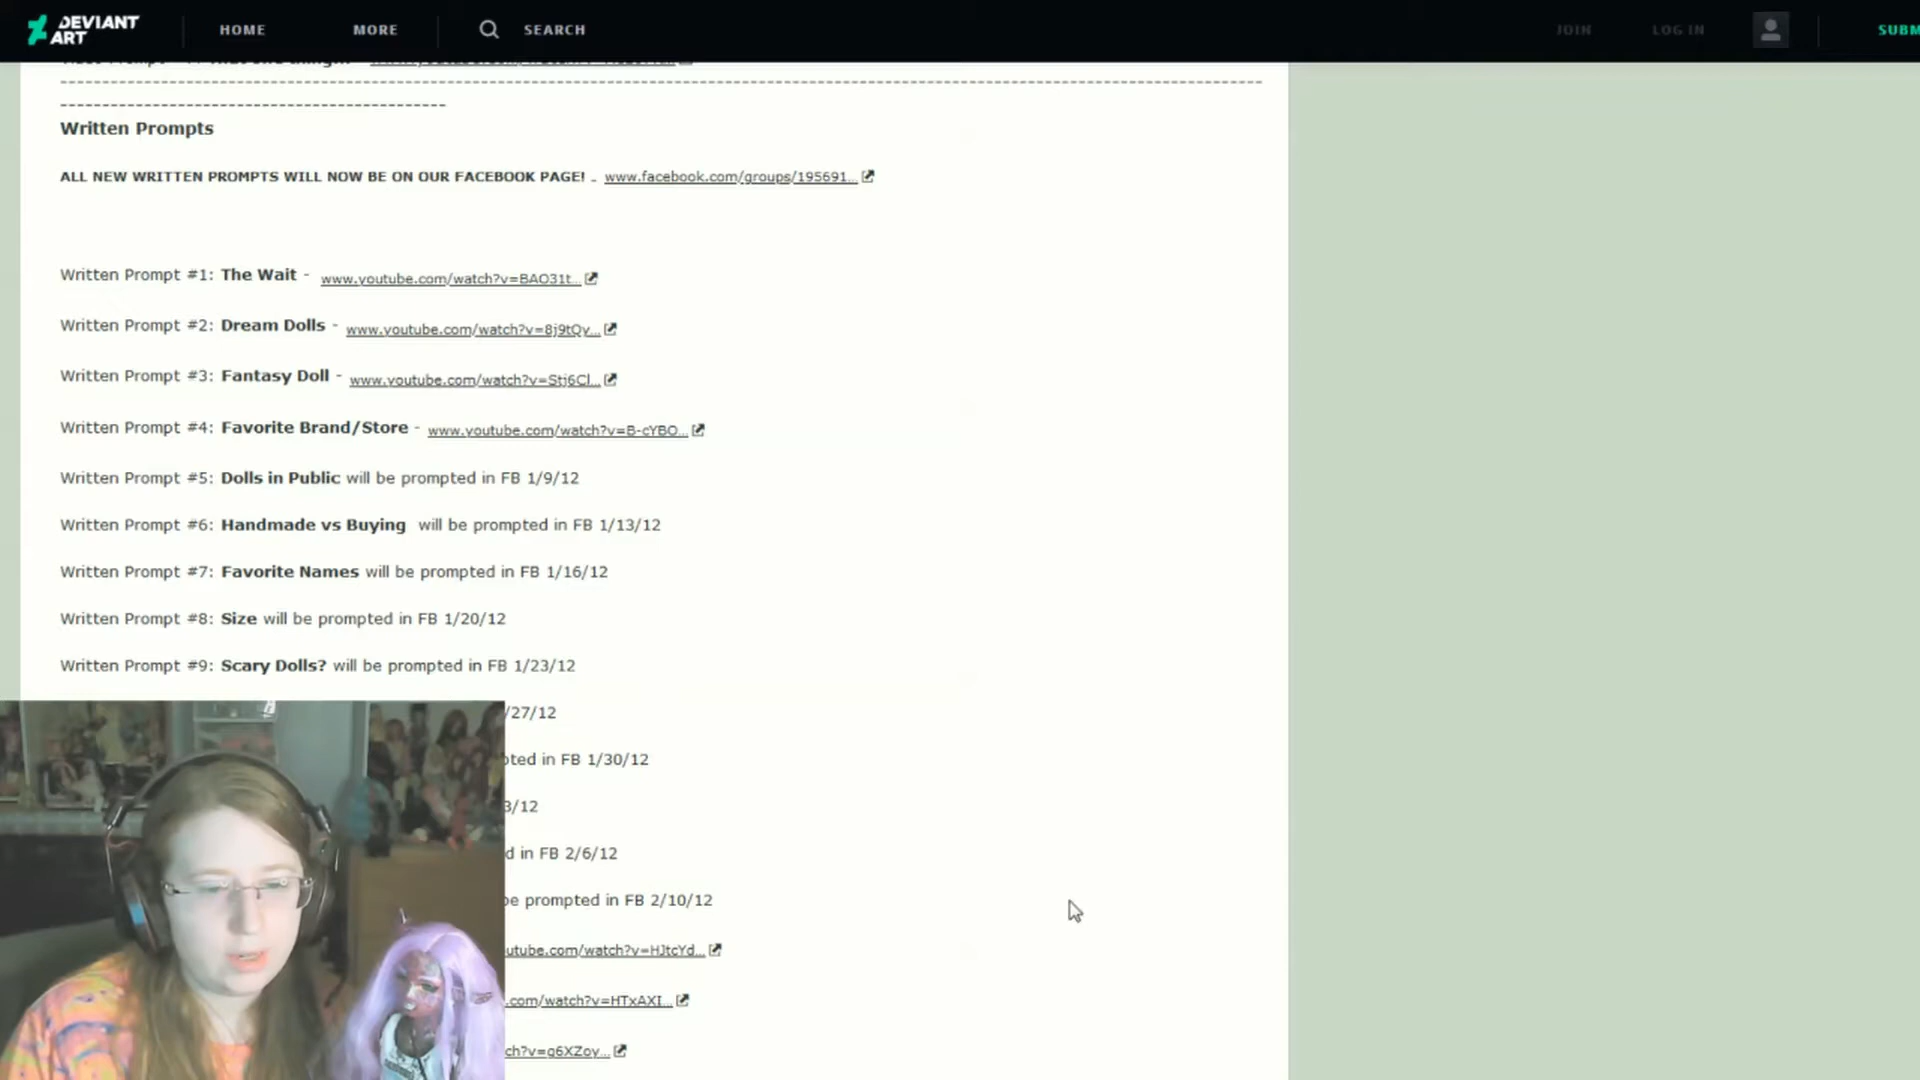 DEVIANT ART HOME MORE SEARCH JOIN LOG IN SUBM
--------------------------------------------------------------------------------------------------------------------------------------------------
----------------------------------------------
Written Prompts
ALL NEW WRITTEN PROMPTS WILL NOW BE ON OUR FACEBOOK PAGE! - www.facebook.com/groups/195691...
Written Prompt #1: The Wait - www.youtube.com/watch?v=BAO31t...
Written Prompt #2: Dream Dolls - www.youtube.com/watch?v=8j9tQy...
Written Prompt #3: Fantasy Doll - www.youtube.com/watch?v=Stj6Cl...
Written Prompt #4: Favorite Brand/Store - www.youtube.com/watch?v=B-cYBO...
Written Prompt #5: Dolls in Public will be prompted in FB 1/9/12
Written Prompt #6: Handmade vs Buying will be prompted in FB 1/13/12
Written Prompt #7: Favorite Names will be prompted in FB 1/16/12
Written Prompt #8: Size will be prompted in FB 1/20/12
Written Prompt #9: Scary Dolls? will be prompted in FB 1/23/12
/27/12
pted in FB 1/30/12
3/12
d in FB 2/6/12
be prompted in FB 2/10/12
utube.com/watch?v=HJtcYd...
.com/watch?v=HTxAXI...
ch?v=g6XZoy...